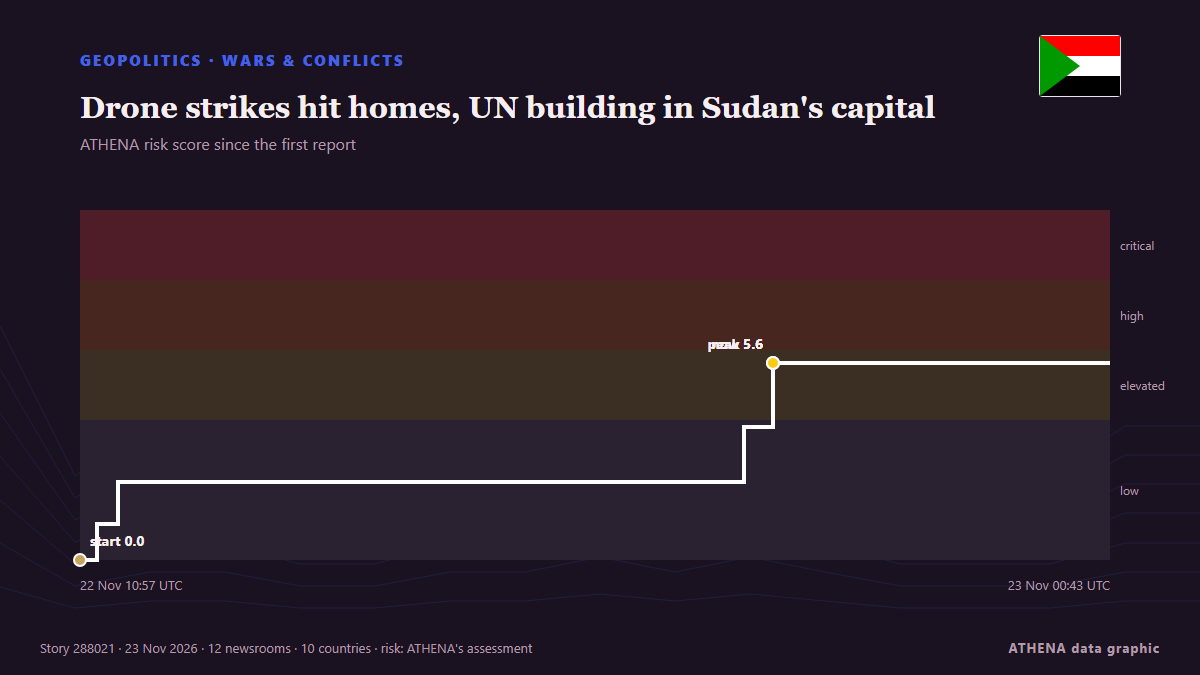 GEOPOLITICS · WARS & CONFLICTS
Drone strikes hit homes, UN building in Sudan's capital
ATHENA risk score since the first report
critical
high
5.6
elevated
low
start 0.0
22 Nov 10:57 UTC
23 Nov 00:43 UTC
Story 288021 · 23 Nov 2026 · 12 newsrooms · 10 countries · risk: ATHENA's assessment
ATHENA data graphic